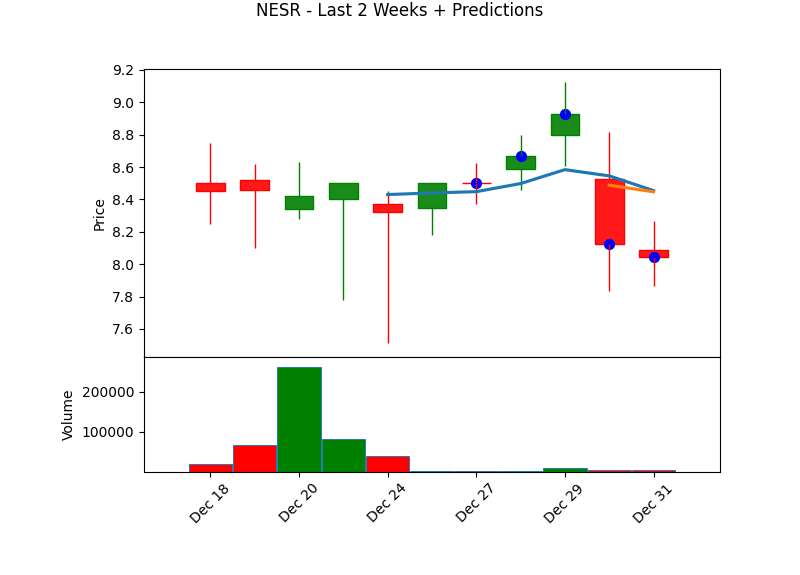 NESR - Last 2 Weeks + Predictions
9.2
9.0
8.8
8.6
8.4
8.2
8.0
7.8
7.6
Price
200000
100000
Volume
Dec 18
Dec 20
Dec 24
Dec 27
Dec 29
Dec 31